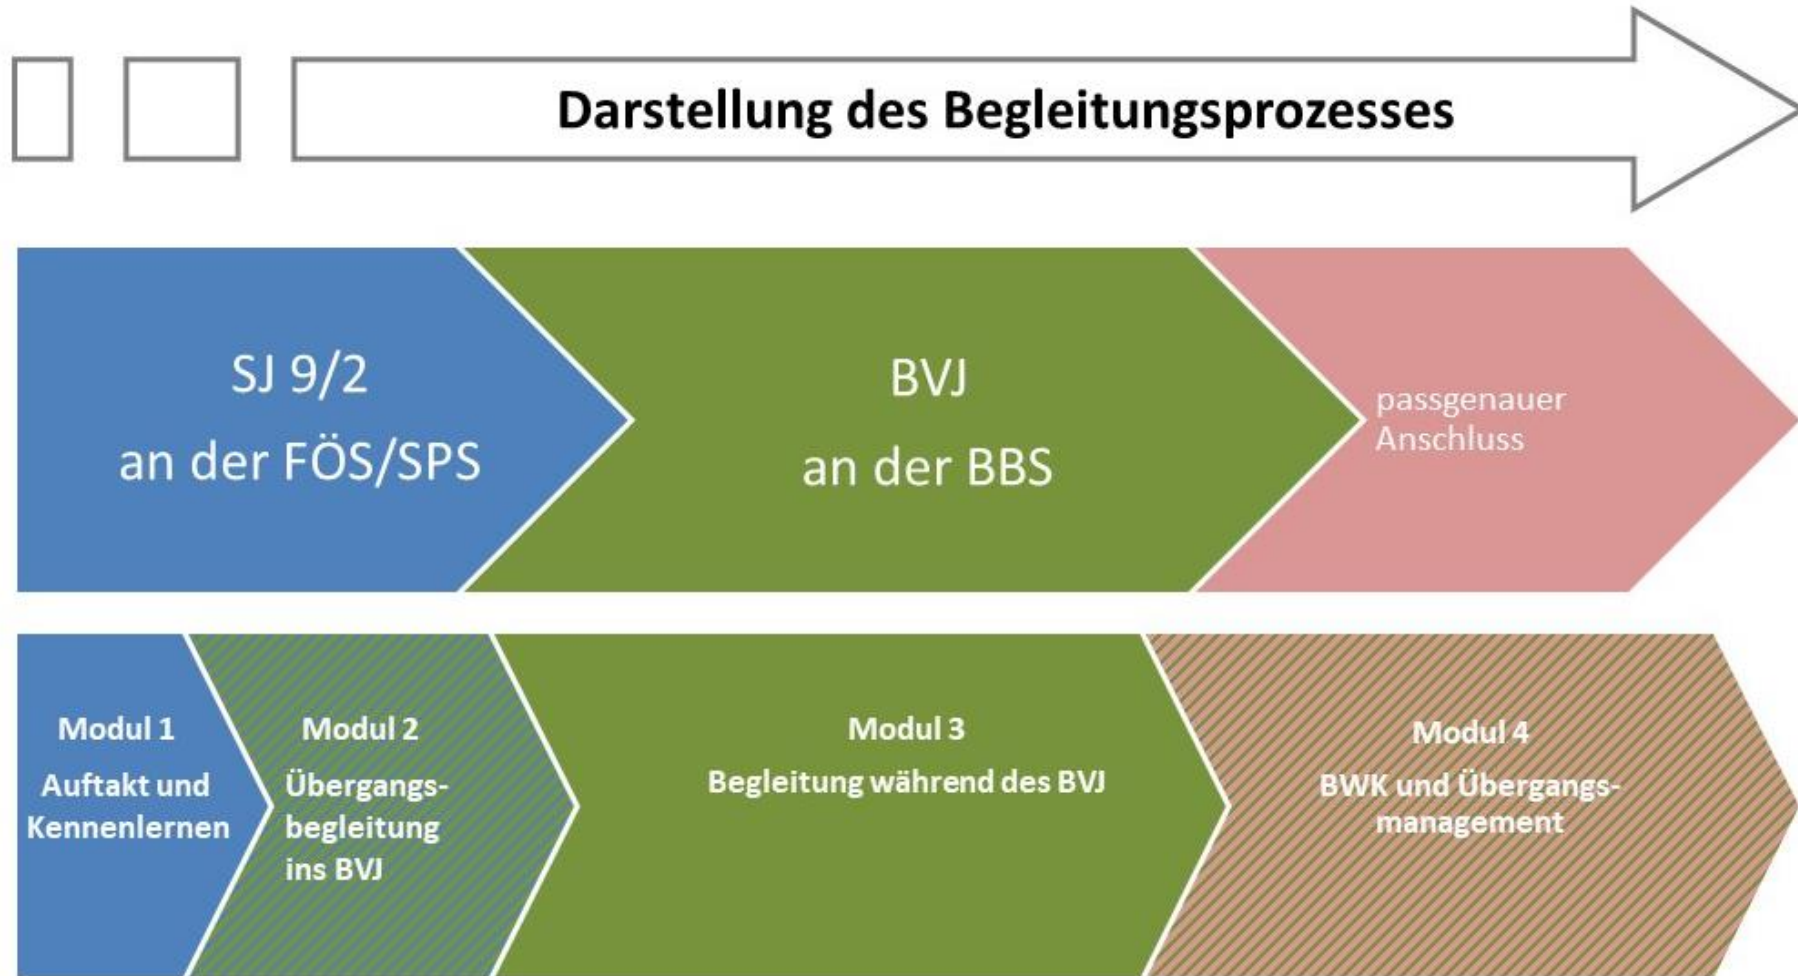 Darstellung des Begleitungsprozesses
SJ 9/2
an der FÖS/SPS
BVJ
an der BBS
passgenauer
Anschluss
Modul 1
Auftakt und
Kennenlernen
Modul 2
Übergangs-
begleitung
ins BVJ
Modul 3
Begleitung während des BVJ
Modul 4
BWK und Übergangs-
management